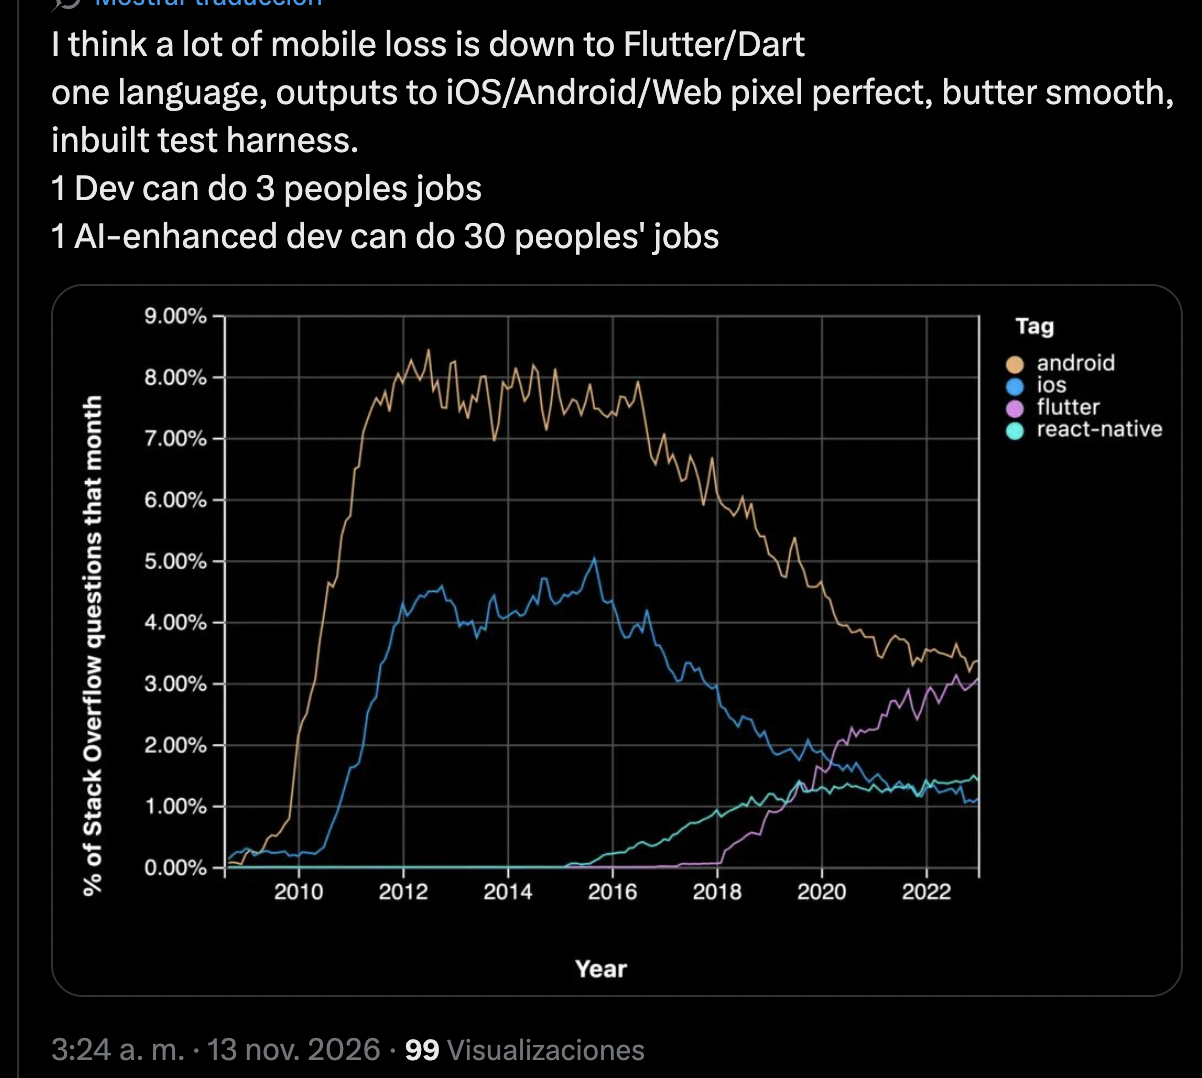 Mostrar traducción
I think a lot of mobile loss is down to Flutter/Dart
one language, outputs to iOS/Android/Web pixel perfect, butter smooth,
inbuilt test harness.
1 Dev can do 3 peoples jobs
1 AI-enhanced dev can do 30 peoples' jobs
% of Stack Overflow questions that month
9.00%
8.00%
7.00%
6.00%
5.00%
4.00%
3.00%
2.00%
1.00%
0.00%
2010
2012
2014
2016
2018
2020
2022
Year
Tag
android
ios
flutter
react-native
3:24 a. m. · 13 nov. 2026 · 99 Visualizaciones